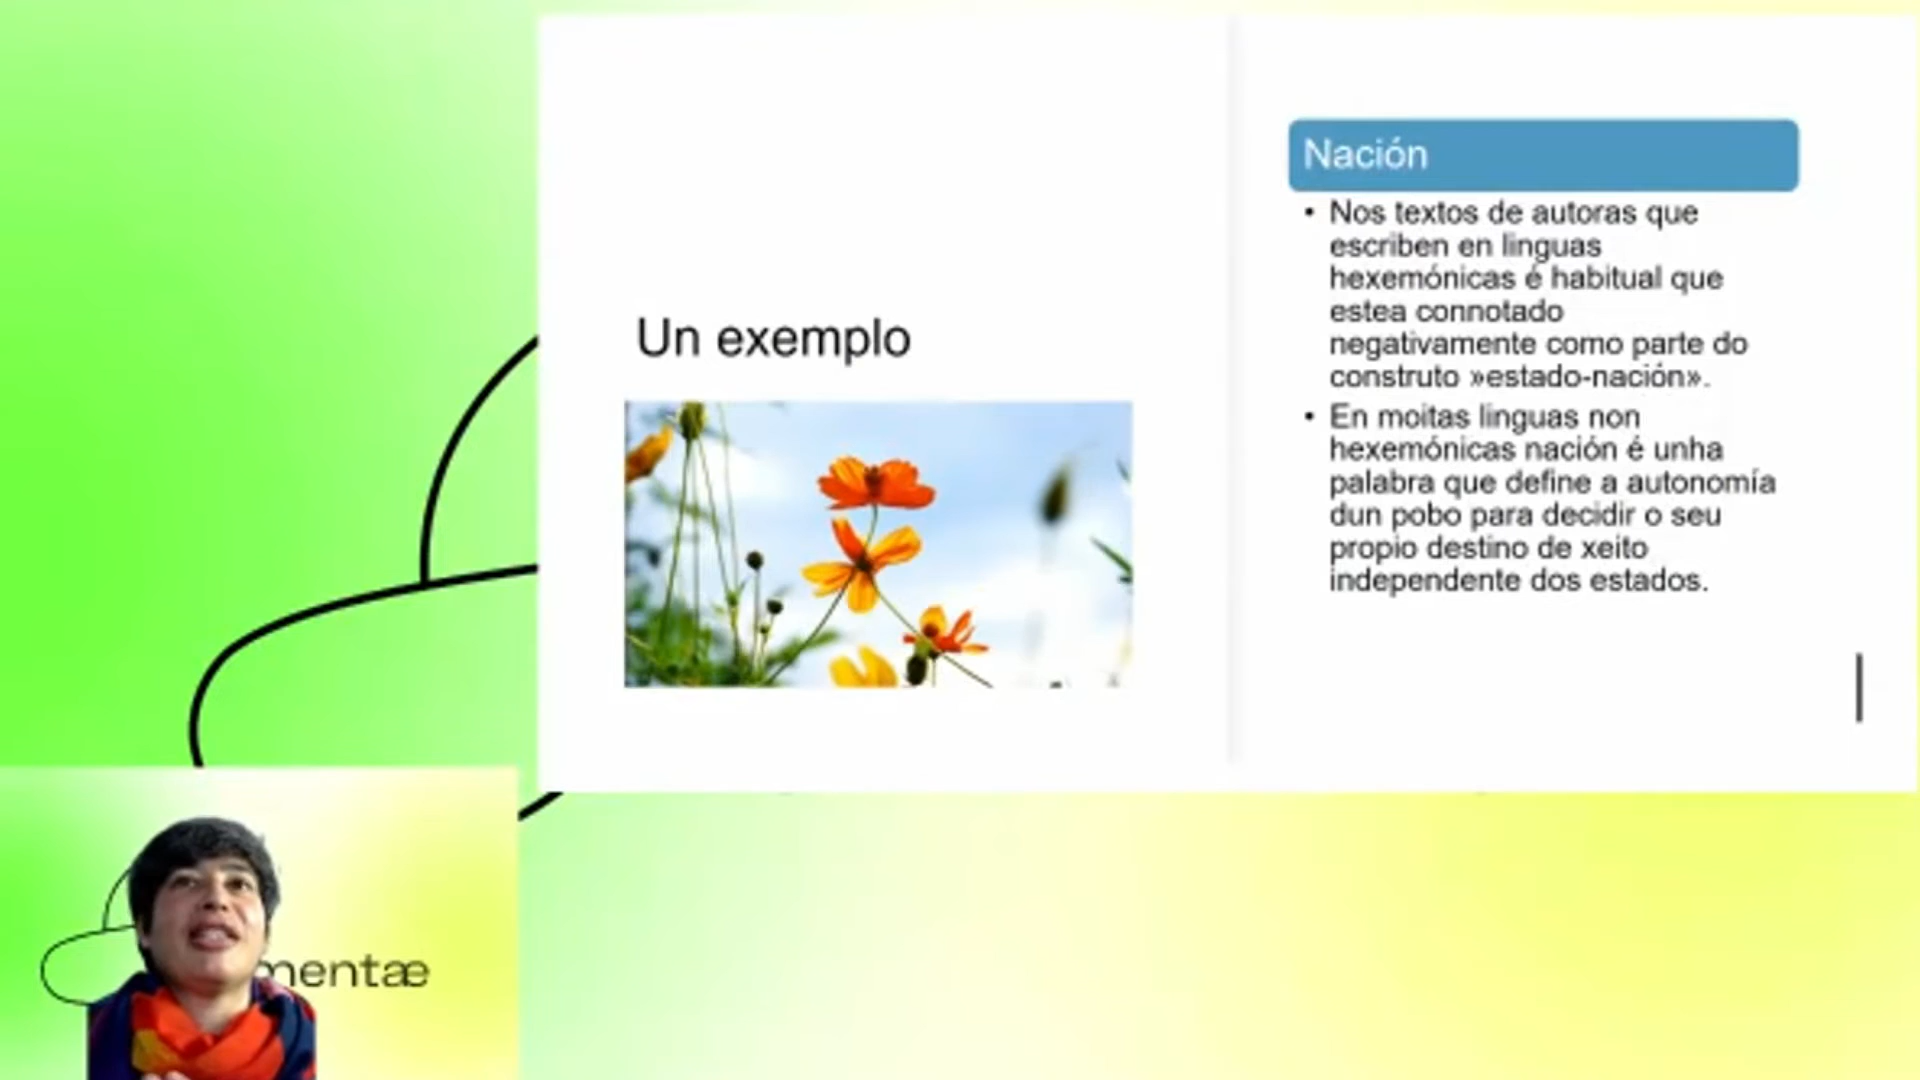 Un exemplo
Nación
• Nos textos de autoras que
escriben en linguas
hexemónicas é habitual que
estea connotado
negativamente como parte do
construto »estado-nación».
• En moitas linguas non
hexemónicas nación é unha
palabra que define a autonomía
dun pobo para decidir o seu
propio destino de xeito
independente dos estados.
mentæ